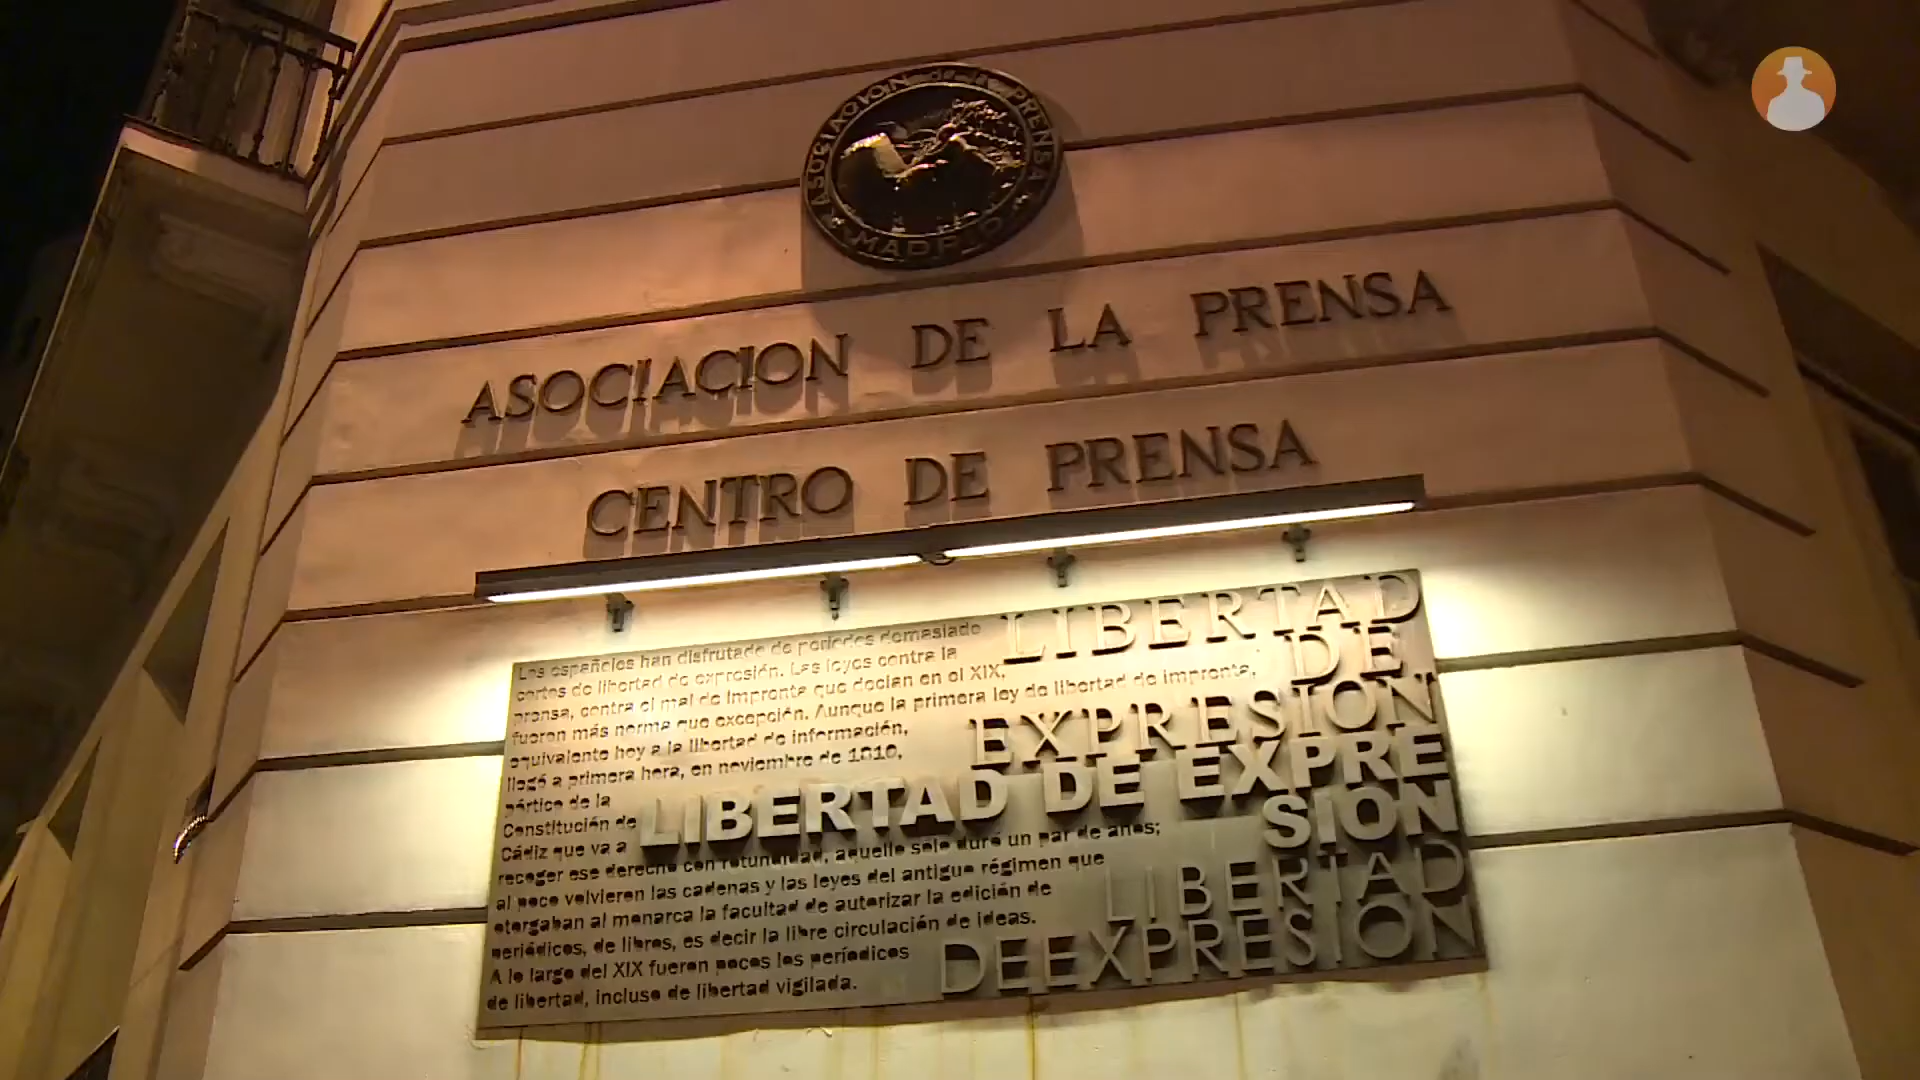 ASOCIACION de la PRENSA
MADRID
ASOCIACION DE LA PRENSA
CENTRO DE PRENSA
Los españoles han disfrutado de periodos demasiado
cortos de libertad de expresión. Las leyes contra la
prensa, contra el mal de imprenta que decían en el XIX,
fueron más norma que excepción. Aunque la primera ley de libertad de imprenta,
equivalente hoy a la libertad de información,
llegó a primera hora, en noviembre de 1810,
pórtico de la
Constitución de
Cádiz que va a
recoger ese derecho con rotundidad, aquello sólo duró un par de años;
al poco volvieron las cadenas y las leyes del antiguo régimen que
otorgaban al monarca la facultad de autorizar la edición de
periódicos, de libros, es decir la libre circulación de ideas.
A lo largo del XIX fueron pocos los períodicos
de libertad, incluso de libertad vigilada.
LIBERTAD
DE
EXPRESION
LIBERTAD DE EXPRE
SION
LIBERTAD
DEEXPRESION